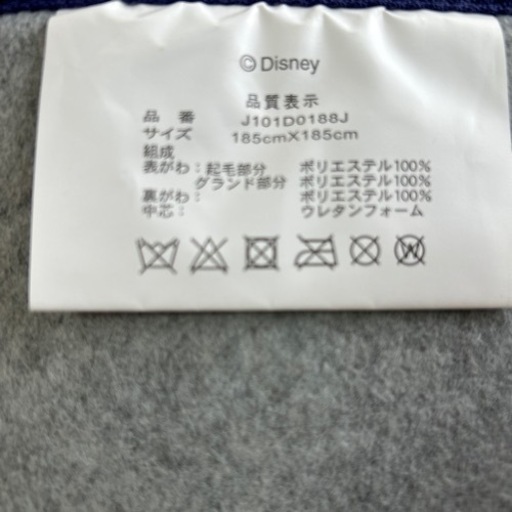 © Disney
品質表示
品 番 J101D0188J
サイズ 185cm×185cm
組成
表がわ：起毛部分 ポリエステル100%
グランド部分 ポリエステル100%
裏がわ： ポリエステル100%
中芯： ウレタンフォーム